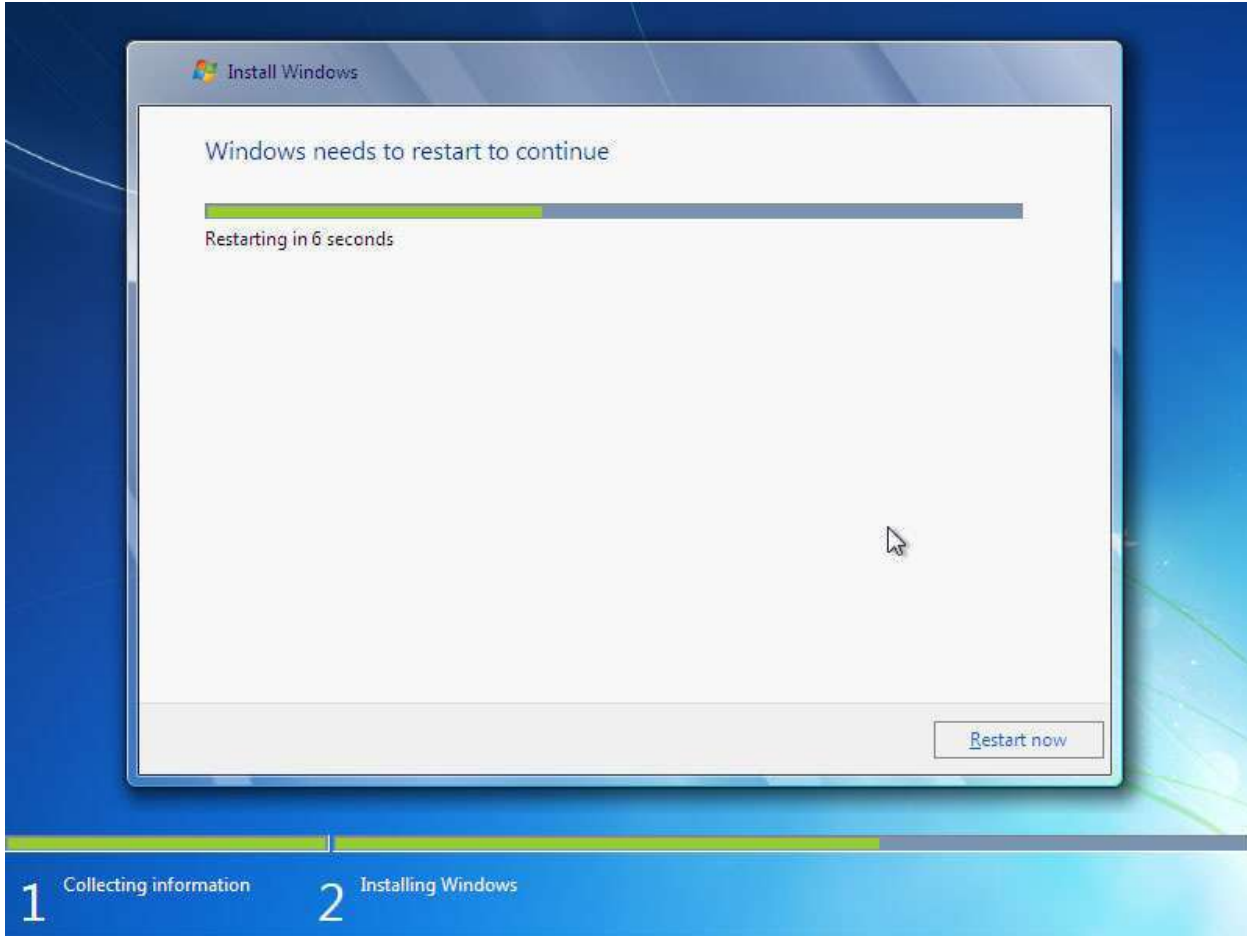 Install Windows
Windows needs to restart to continue
Restarting in 6 seconds
Restart now
1 Collecting information
2 Installing Windows